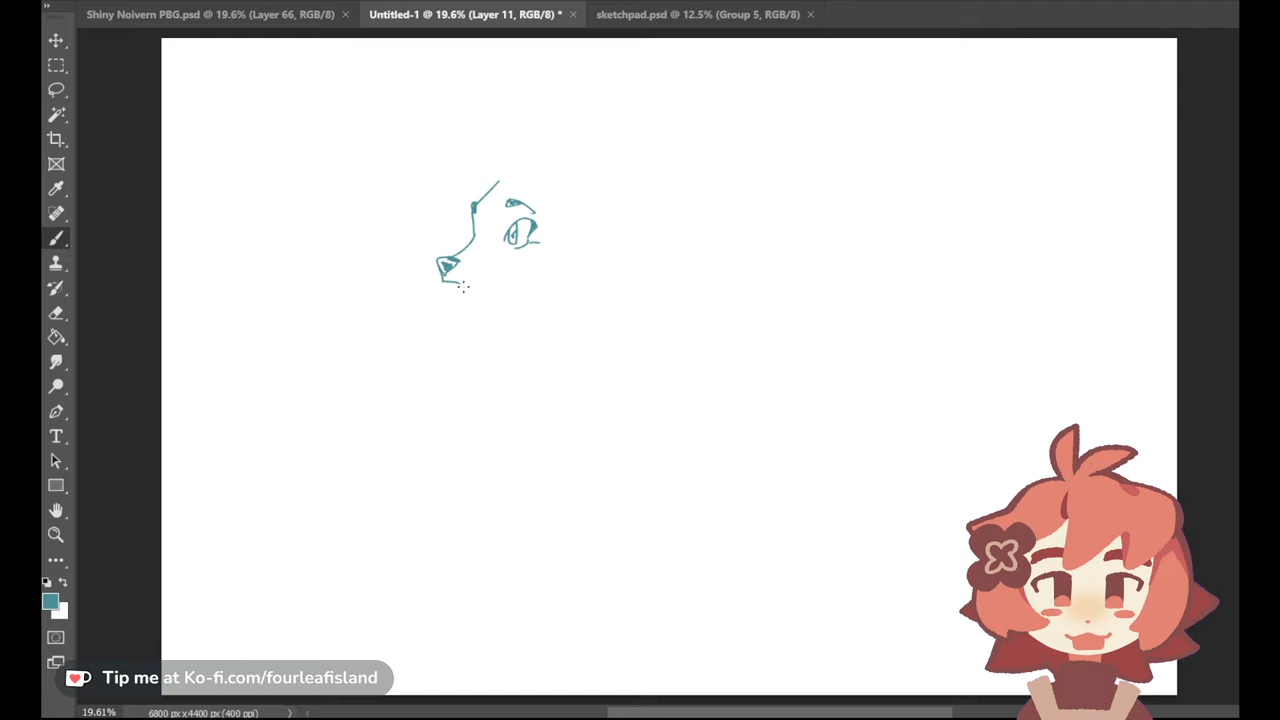 Shiny Noivern PBG.psd @ 19.6% (Layer 66, RGB/8) ×
Untitled-1 @ 19.6% (Layer 11, RGB/8) * ×
sketchpad.psd @ 12.5% (Group 5, RGB/8) ×
Tip me at Ko-fi.com/fourleafisland
19.61% 6800 px x 4400 px (400 ppi)